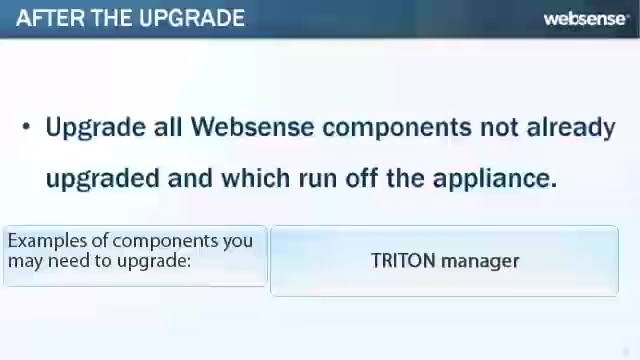 AFTER THE UPGRADE
websense
• Upgrade all Websense components not already
upgraded and which run off the appliance.
Examples of components you
may need to upgrade:
TRITON manager